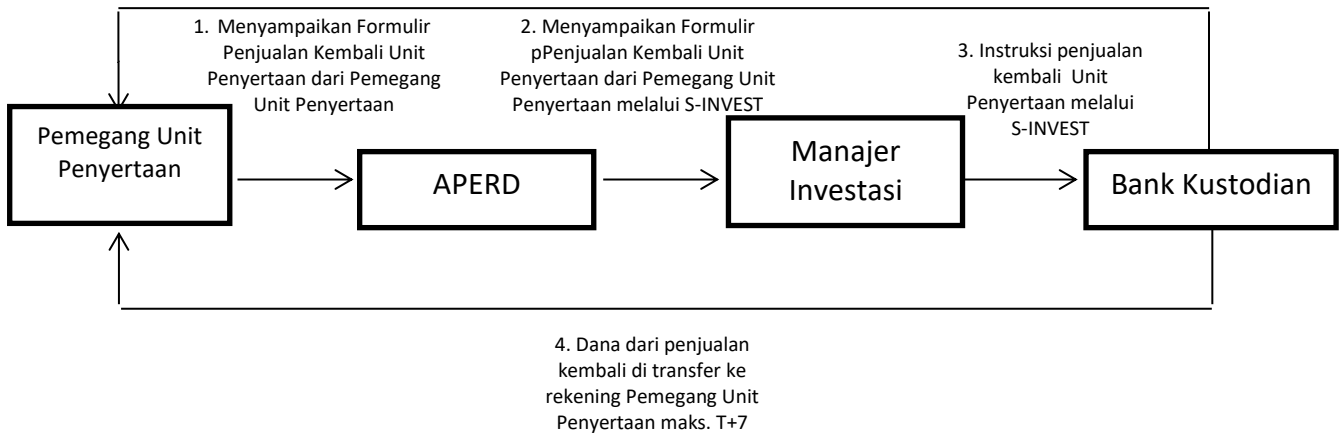 1. Menyampaikan Formulir
Penjualan Kembali Unit
Penyertaan dari Pemegang
Unit Penyertaan
2. Menyampaikan Formulir
pPenjualan Kembali Unit
Penyertaan dari Pemegang Unit
Penyertaan melalui S-INVEST
3. Instruksi penjualan
kembali Unit
Penyertaan melalui
S-INVEST
Pemegang Unit
Penyertaan
APERD
Manajer
Investasi
Bank Kustodian
4. Dana dari penjualan
kembali di transfer ke
rekening Pemegang Unit
Penyertaan maks. T+7